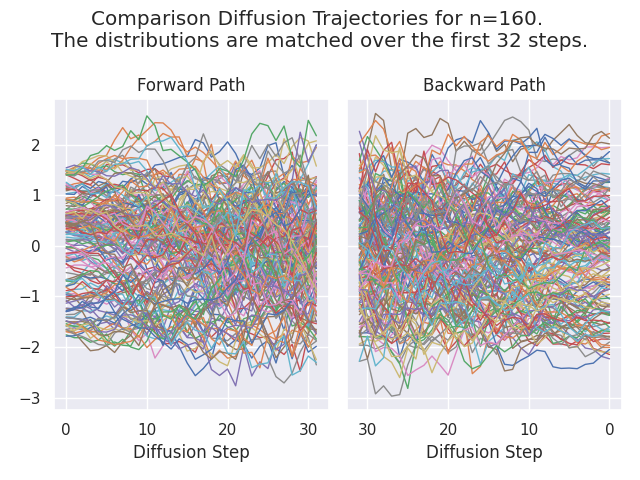 Comparison Diffusion Trajectories for n=160.
The distributions are matched over the first 32 steps.
Forward Path
Backward Path
2
1
0
−1
−2
−3
0 10 20 30
30 20 10 0
Diffusion Step
Diffusion Step